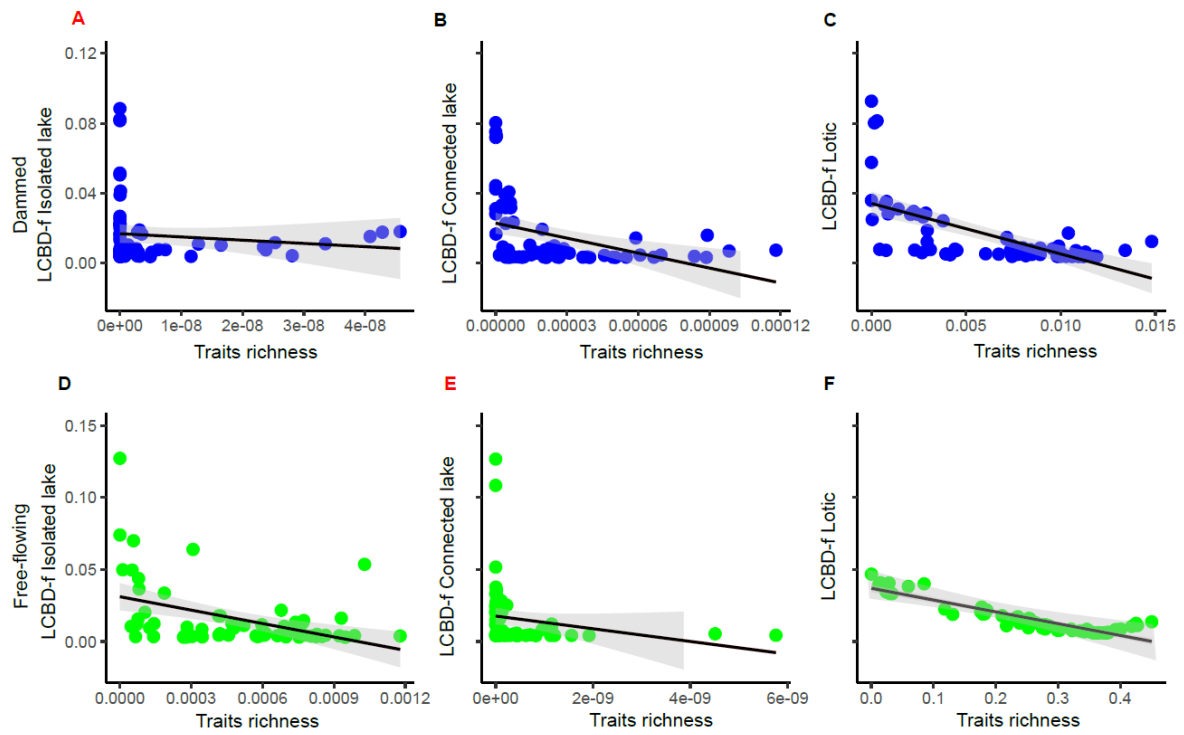 A
B
C
Dammed
LCBD-f Isolated lake
0.12
0.08
0.04
0.00
0e+00
1e-08
2e-08
3e-08
4e-08
Traits richness
LCBD-f Connected lake
0.00000
0.00003
0.00006
0.00009
0.00012
Traits richness
LCBD-f Lotic
0.000
0.005
0.010
0.015
Traits richness
D
E
F
Free-flowing
LCBD-f Isolated lake
0.15
0.10
0.05
0.00
0.0000
0.0003
0.0006
0.0009
0.0012
Traits richness
LCBD-f Connected lake
0e+00
2e-09
4e-09
6e-09
Traits richness
LCBD-f Lotic
0.0
0.1
0.2
0.3
0.4
Traits richness